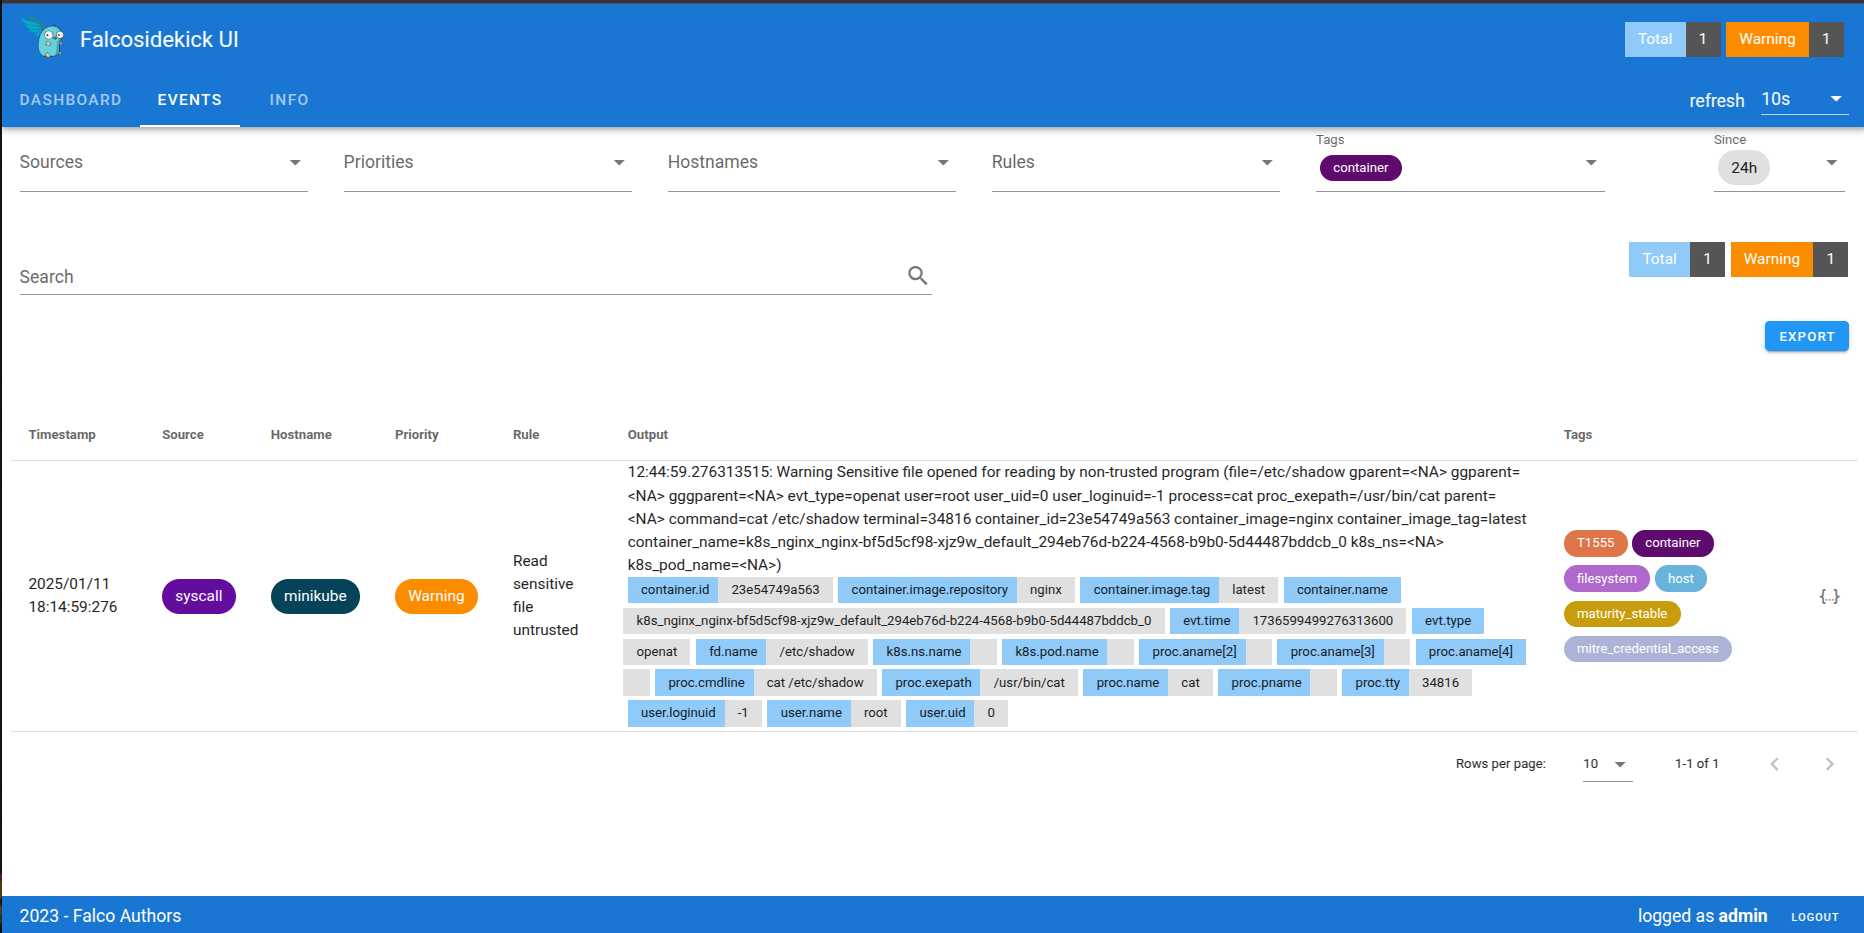 Falcosidekick UI
Total 1 Warning 1
DASHBOARD EVENTS INFO
refresh 10s
Sources Priorities Hostnames Rules Tags container Since 24h
Search
Total 1 Warning 1
EXPORT
Timestamp Source Hostname Priority Rule Output Tags
2025/01/11
18:14:59:276
syscall
minikube
Warning
Read
sensitive
file
untrusted
12:44:59.276313515: Warning Sensitive file opened for reading by non-trusted program (file=/etc/shadow gparent=<NA> ggparent=
<NA> gggparent=<NA> evt_type=openat user=root user_uid=0 user_loginuid=-1 process=cat proc_exepath=/usr/bin/cat parent=
<NA> command=cat /etc/shadow terminal=34816 container_id=23e54749a563 container_image=nginx container_image_tag=latest
container_name=k8s_nginx_nginx-bf5d5cf98-xjz9w_default_294eb76d-b224-4568-b9b0-5d44487bddcb_0 k8s_ns=<NA>
k8s_pod_name=<NA>)
container.id 23e54749a563 container.image.repository nginx container.image.tag latest container.name
k8s_nginx_nginx-bf5d5cf98-xjz9w_default_294eb76d-b224-4568-b9b0-5d44487bddcb_0 evt.time 1736599499276313600 evt.type
openat fd.name /etc/shadow k8s.ns.name k8s.pod.name proc.aname[2] proc.aname[3] proc.aname[4]
proc.cmdline cat /etc/shadow proc.exepath /usr/bin/cat proc.name cat proc.pname proc.tty 34816
user.loginuid -1 user.name root user.uid 0
T1555 container
filesystem host
maturity_stable
mitre_credential_access
{...}
Rows per page: 10 1-1 of 1
2023 - Falco Authors
logged as admin LOGOUT